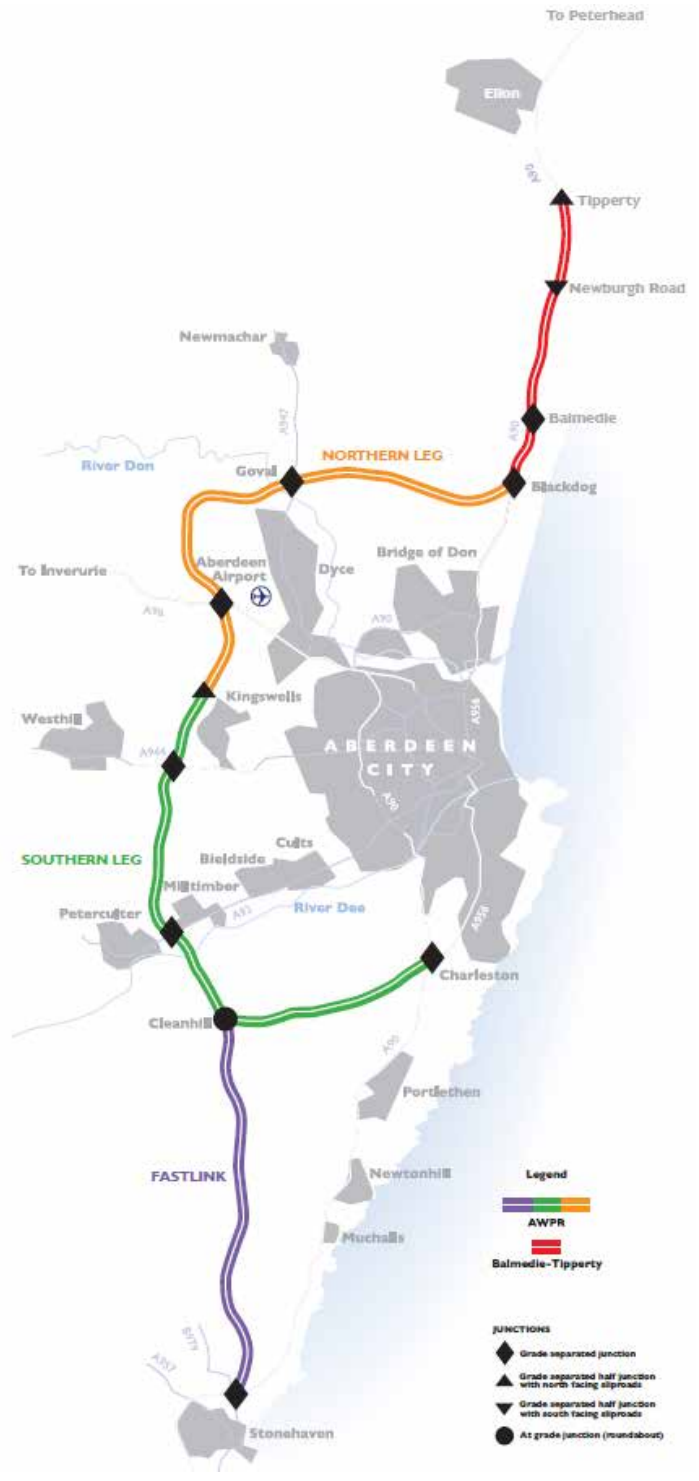 To Peterhead
Ellon
A90
Tipperty
Newburgh Road
Newmachar
A947
Balmedie
A90
NORTHERN LEG
River Don
Goval
Blackdog
Aberdeen
Airport
Dyce
Bridge of Don
To Inverurie
A96
A90
Kingswells
Westhill
A944
A956
ABERDEEN
CITY
A90
Cults
Bieldside
SOUTHERN LEG
Milltimber
A93
River Dee
Peterculter
A956
Charleston
Cleanhill
A90
Portlethen
FASTLINK
Newtonhill
Muchalls
Legend
AWPR
Balmedie-Tipperty
B979
A957
Stonehaven
JUNCTIONS
Grade separated junction
Grade separated half junction
with north facing sliproads
Grade separated half junction
with south facing sliproads
At grade junction (roundabout)